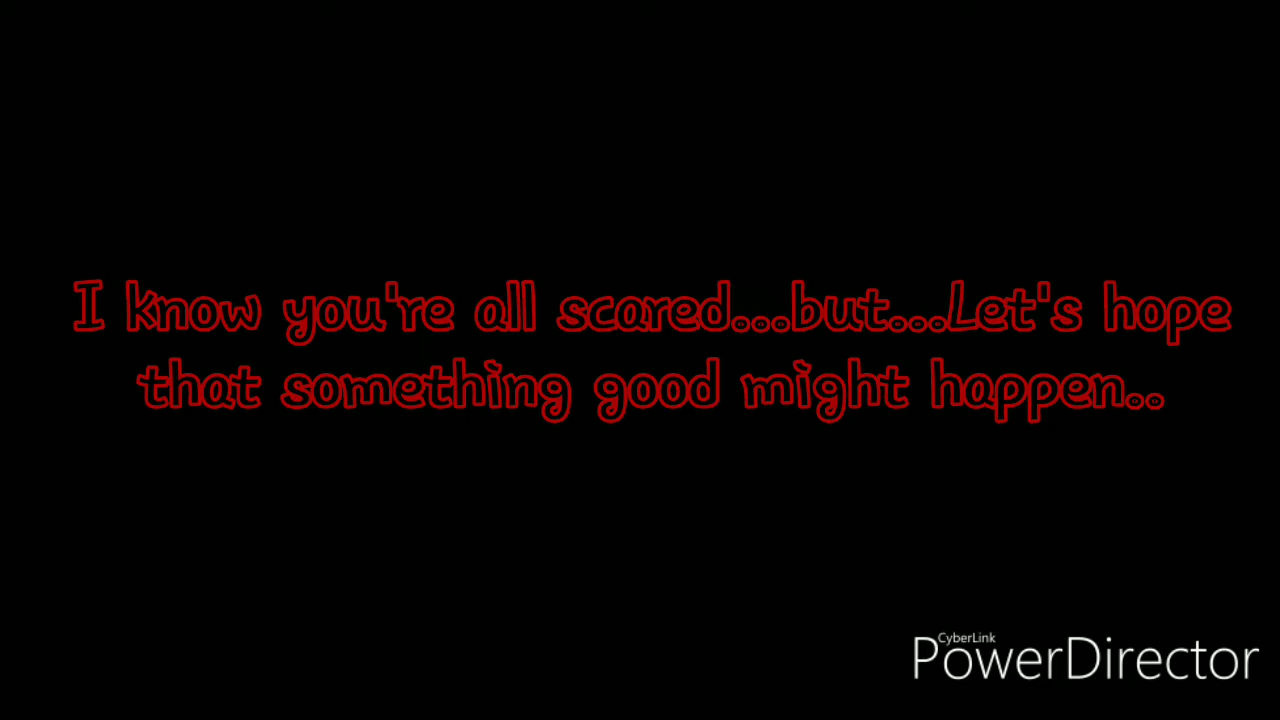 I know you're all scared...but...Let's hope
that something good might happen..
CyberLink
PowerDirector